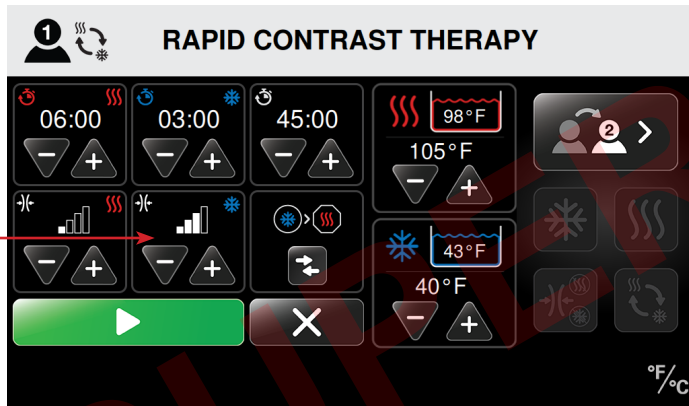 1
RAPID CONTRAST THERAPY
06:00
03:00
45:00
98°F
105°F
2
43°F
40°F
°F/°C